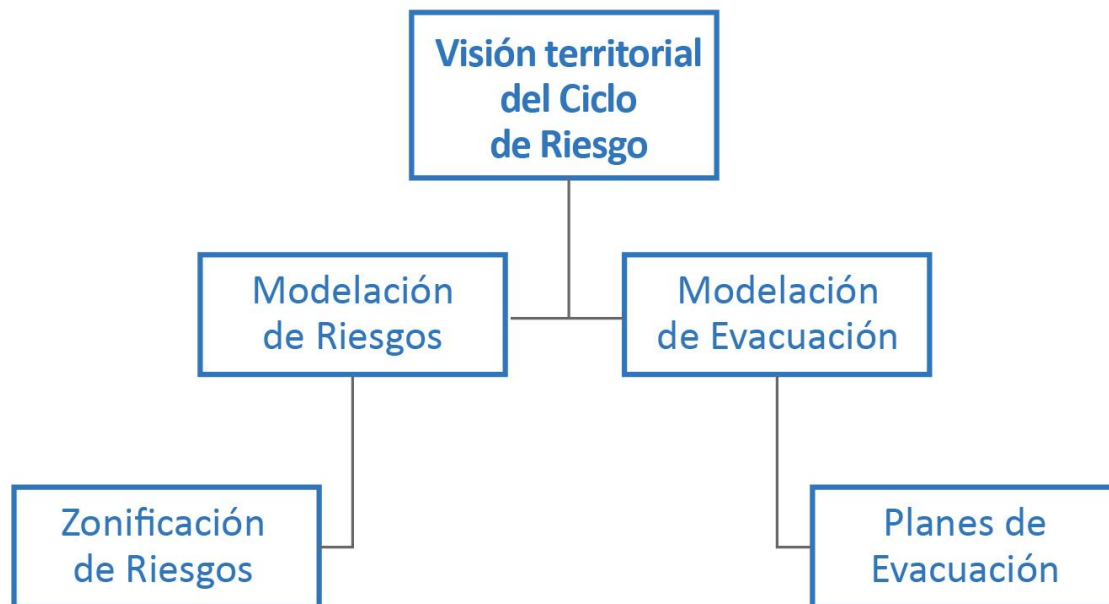 Visión territorial
del Ciclo
de Riesgo
Modelación
de Riesgos
Modelación
de Evacuación
Zonificación
de Riesgos
Planes de
Evacuación